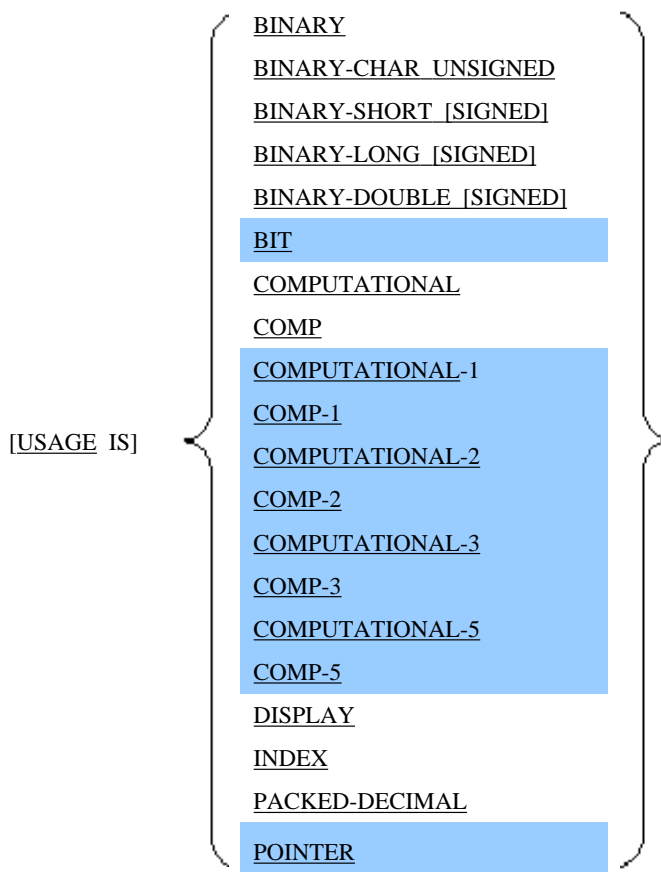 BINARY
BINARY-CHAR UNSIGNED
BINARY-SHORT [SIGNED]
BINARY-LONG [SIGNED]
BINARY-DOUBLE [SIGNED]
BIT
COMPUTATIONAL
COMP
COMPUTATIONAL-1
COMP-1
[USAGE IS]
COMPUTATIONAL-2
COMP-2
COMPUTATIONAL-3
COMP-3
COMPUTATIONAL-5
COMP-5
DISPLAY
INDEX
PACKED-DECIMAL
POINTER